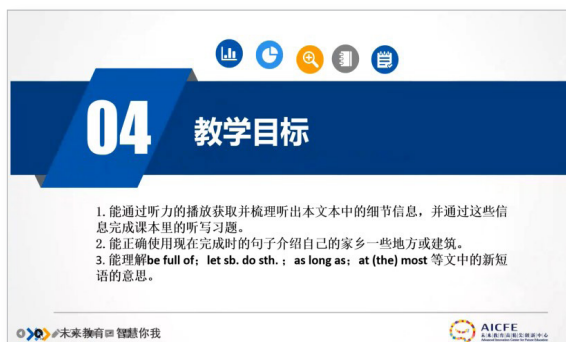 04
教学目标
1. 能通过听力的播放获取并梳理听出本文本中的细节信息，并通过这些信
息完成课本里的听写习题。
2. 能正确使用现在完成时的句子介绍自己的家乡一些地方或建筑。
3. 能理解be full of；let sb. do sth.；as long as；at (the) most 等文中的新短
语的意思。
未来教育 智慧你我
AICFE